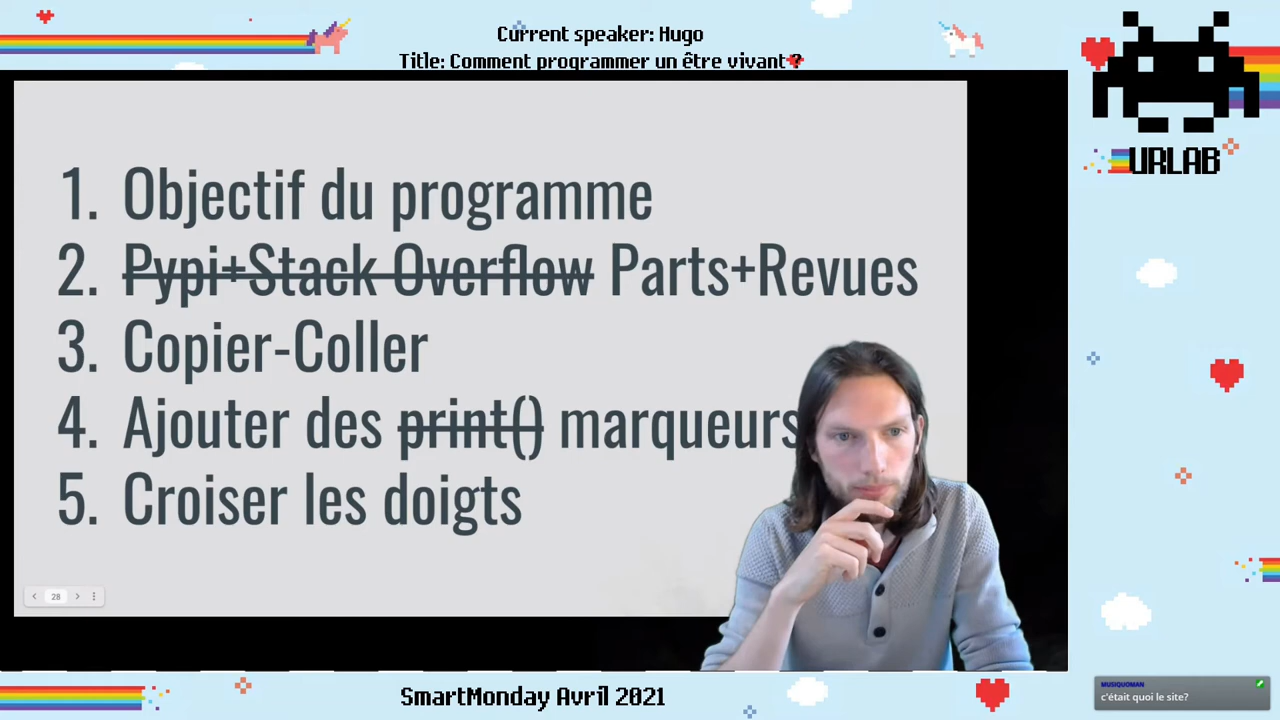 Current speaker: Hugo
Title: Comment programmer un être vivant ?
URLAB
1. Objectif du programme
2. Pypi+Stack Overflow Parts+Revues
3. Copier-Coller
4. Ajouter des print() marqueurs
5. Croiser les doigts
28
SmartMonday Avril 2021
MUSIQUOMAN
c'était quoi le site?